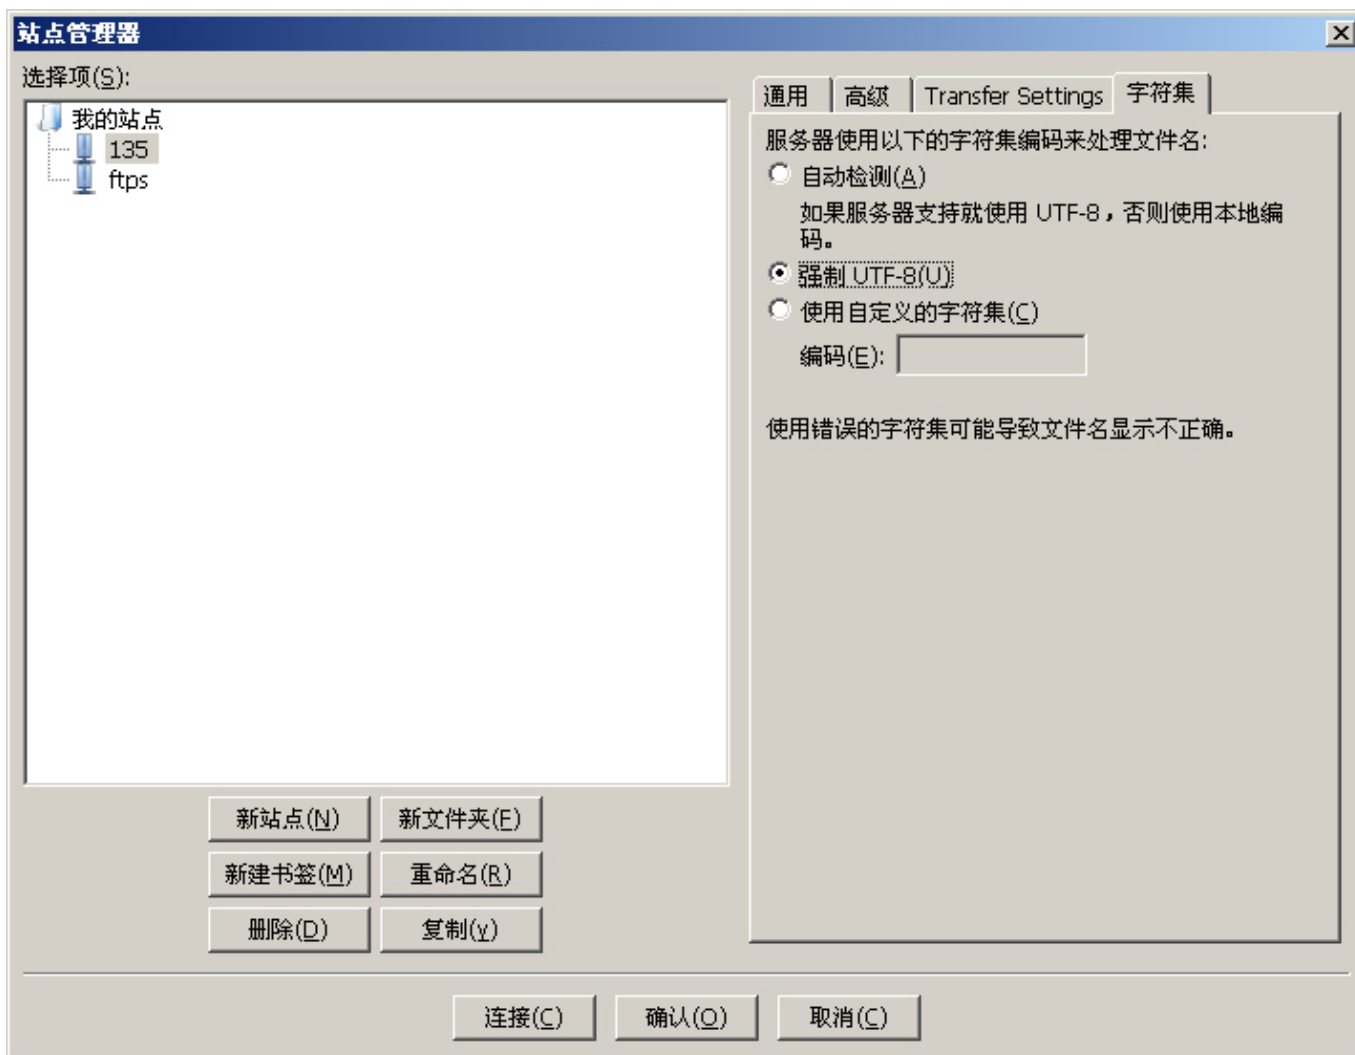 站点管理器
选择项(S):
我的站点
135
ftps
新站点(N) 新文件夹(F)
新建书签(M) 重命名(R)
删除(D) 复制(y)
通用 高级 Transfer Settings 字符集
服务器使用以下的字符集编码来处理文件名:
自动检测(A)
如果服务器支持就使用 UTF-8，否则使用本地编
码。
强制 UTF-8(U)
使用自定义的字符集(C)
编码(E):
使用错误的字符集可能导致文件名显示不正确。
连接(C) 确认(O) 取消(C)